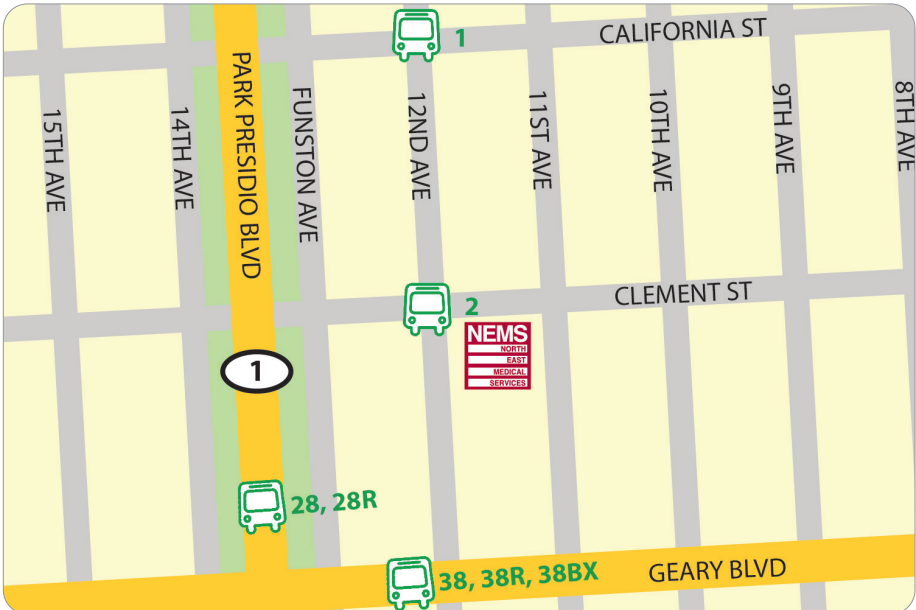 1
CALIFORNIA ST
PARK PRESIDIO BLVD
FUNSTON AVE
15TH AVE
14TH AVE
12ND AVE
11ST AVE
10TH AVE
9TH AVE
8TH AVE
2
CLEMENT ST
NEMS
NORTH
EAST
MEDICAL
SERVICES
1
28, 28R
38, 38R, 38BX
GEARY BLVD